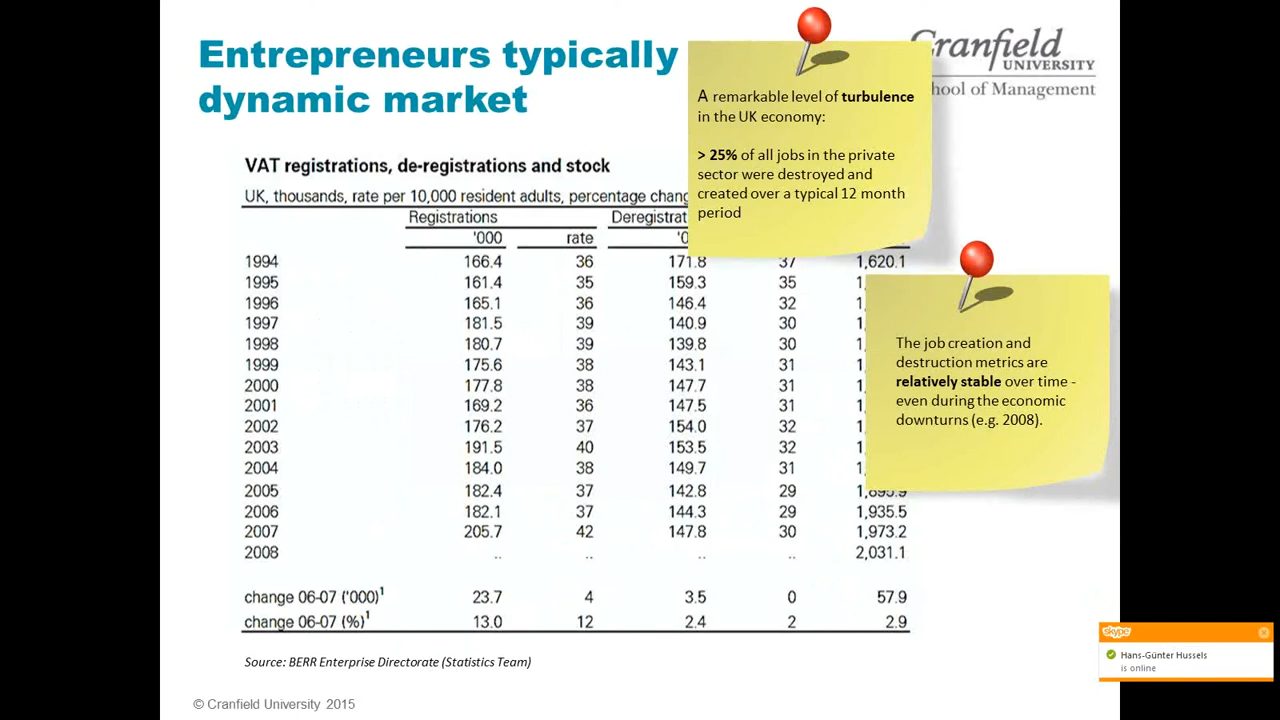 Entrepreneurs typically
dynamic market
Cranfield
UNIVERSITY
hool of Management
A remarkable level of turbulence
in the UK economy:
> 25% of all jobs in the private
sector were destroyed and
created over a typical 12 month
period
The job creation and
destruction metrics are
relatively stable over time -
even during the economic
downturns (e.g. 2008).
VAT registrations, de-registrations and stock
UK, thousands, rate per 10,000 resident adults, percentage chang
Registrations Deregistrat
'000 rate
1994 166.4 36 171.8 37 1,620.1
1995 161.4 35 159.3 35 1,
1996 165.1 36 146.4 32 1,
1997 181.5 39 140.9 30 1,
1998 180.7 39 139.8 30 1,
1999 175.6 38 143.1 31 1,
2000 177.8 38 147.7 31 1,
2001 169.2 36 147.5 31 1,
2002 176.2 37 154.0 32 1,
2003 191.5 40 153.5 32 1,
2004 184.0 38 149.7 31 1,
2005 182.4 37 142.8 29 1,895.9
2006 182.1 37 144.3 29 1,935.5
2007 205.7 42 147.8 30 1,973.2
2008 .. .. .. .. 2,031.1
change 06-07 ('000)1 23.7 4 3.5 0 57.9
change 06-07 (%)1 13.0 12 2.4 2 2.9
Source: BERR Enterprise Directorate (Statistics Team)
© Cranfield University 2015
skype
Hans-Günter Hussels
is online